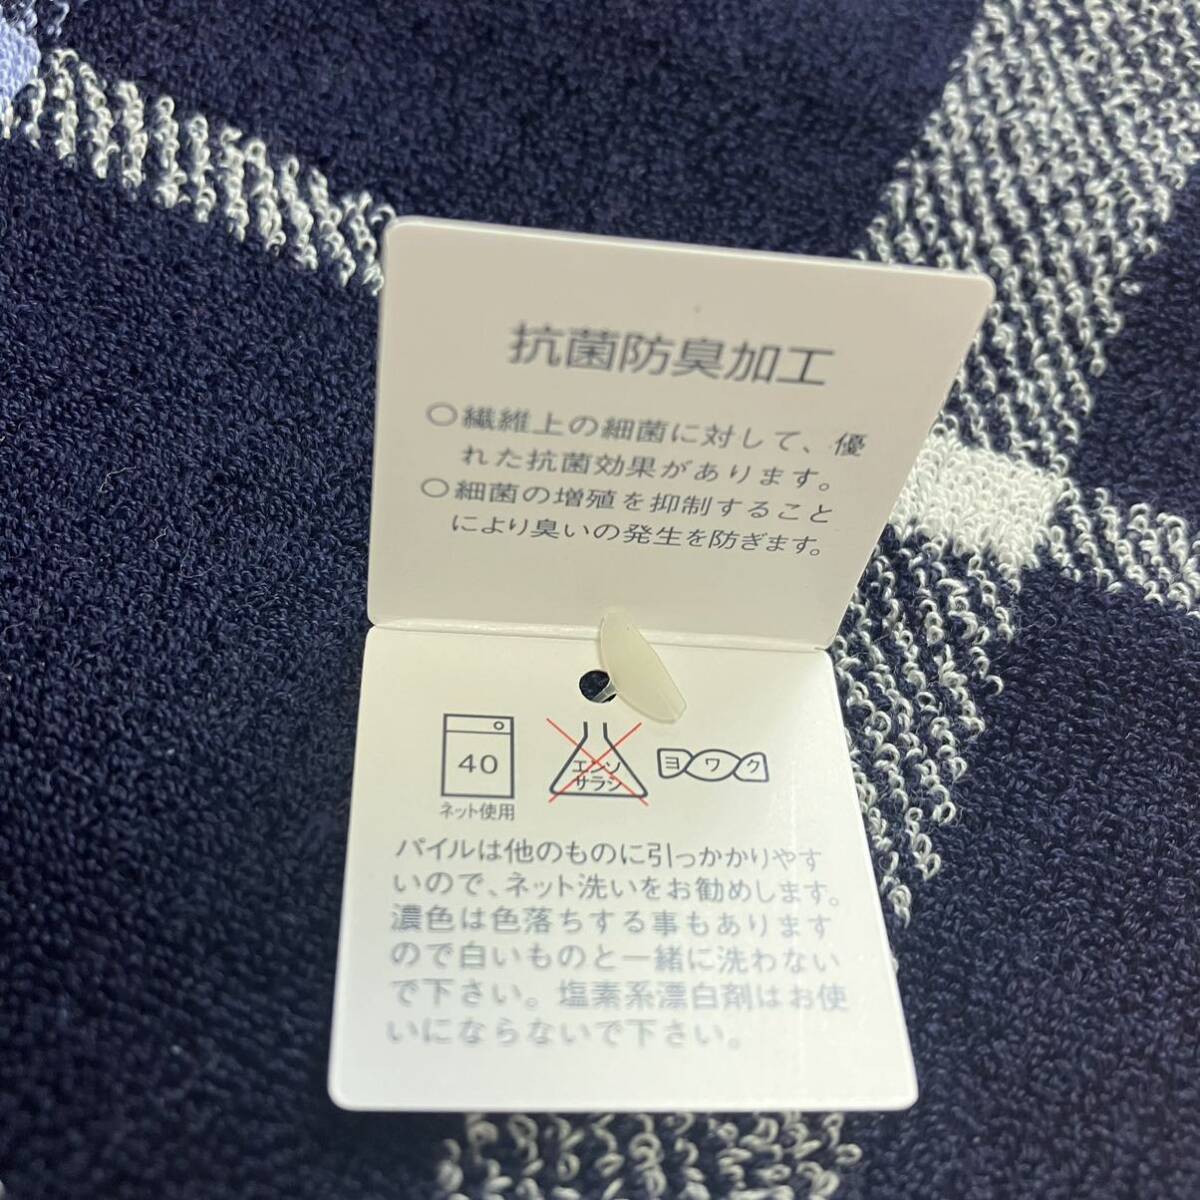 抗菌防臭加工
○繊維上の細菌に対して、優
れた抗菌効果があります。
○細菌の増殖を抑制すること
により臭いの発生を防ぎます。
40
エンソ
サラシ
ヨワク
ネット使用
パイルは他のものに引っかかりやす
いので、ネット洗いをお勧めします。
濃色は色落ちする事もあります
ので白いものと一緒に洗わない
で下さい。塩素系漂白剤はお使
いにならないで下さい。